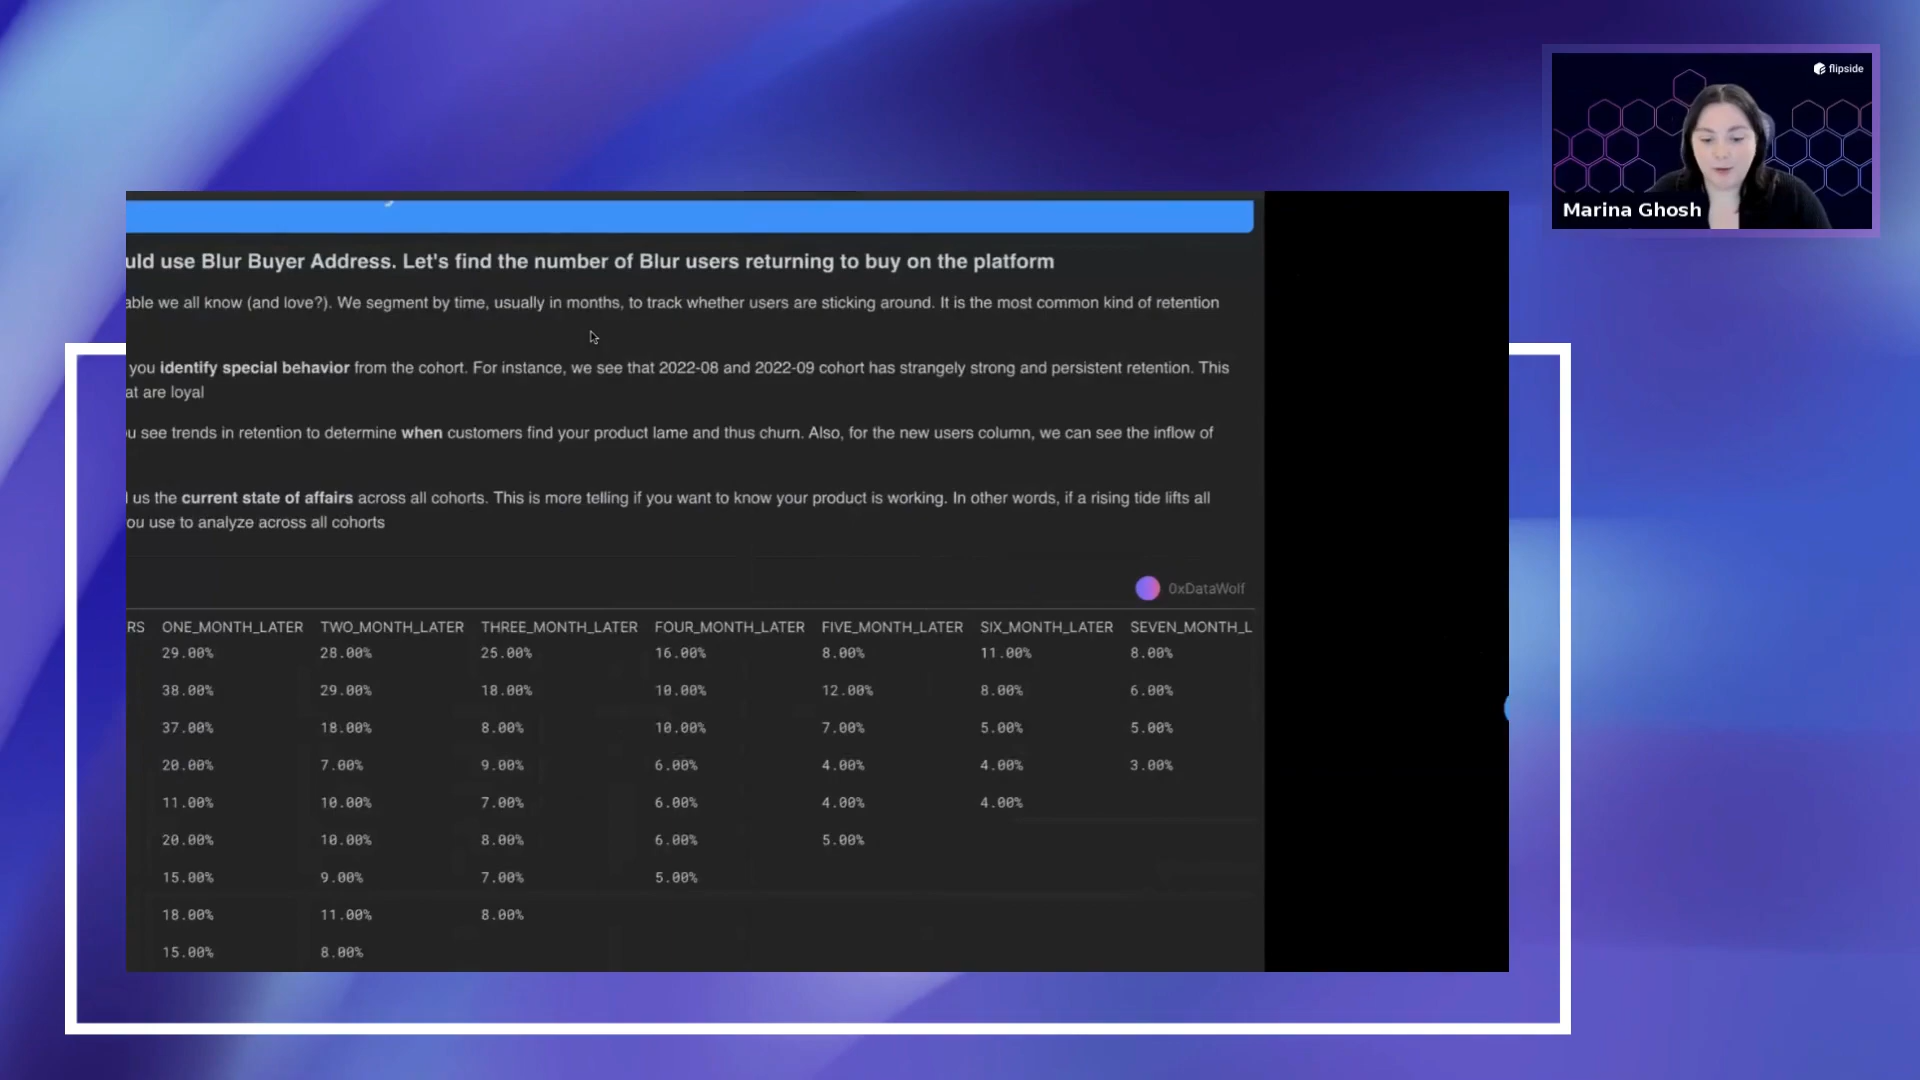 flipside
Marina Ghosh
uld use Blur Buyer Address. Let's find the number of Blur users returning to buy on the platform
able we all know (and love?). We segment by time, usually in months, to track whether users are sticking around. It is the most common kind of retention
you identify special behavior from the cohort. For instance, we see that 2022-08 and 2022-09 cohort has strangely strong and persistent retention. This
at are loyal
u see trends in retention to determine when customers find your product lame and thus churn. Also, for the new users column, we can see the inflow of
l us the current state of affairs across all cohorts. This is more telling if you want to know your product is working. In other words, if a rising tide lifts all
ou use to analyze across all cohorts
0xDataWolf
RS ONE_MONTH_LATER TWO_MONTH_LATER THREE_MONTH_LATER FOUR_MONTH_LATER FIVE_MONTH_LATER SIX_MONTH_LATER SEVEN_MONTH_L
29.00% 28.00% 25.00% 16.00% 8.00% 11.00% 8.00%
38.00% 29.00% 18.00% 10.00% 12.00% 8.00% 6.00%
37.00% 18.00% 8.00% 10.00% 7.00% 5.00% 5.00%
20.00% 7.00% 9.00% 6.00% 4.00% 4.00% 3.00%
11.00% 10.00% 7.00% 6.00% 4.00% 4.00%
20.00% 10.00% 8.00% 6.00% 5.00%
15.00% 9.00% 7.00% 5.00%
18.00% 11.00% 8.00%
15.00% 8.00%